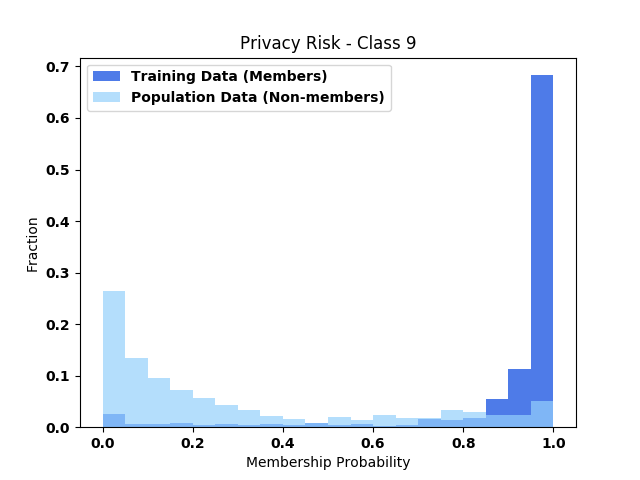 Privacy Risk - Class 9
Training Data (Members)
Population Data (Non-members)
Fraction
0.7
0.6
0.5
0.4
0.3
0.2
0.1
0.0
0.0 0.2 0.4 0.6 0.8 1.0
Membership Probability